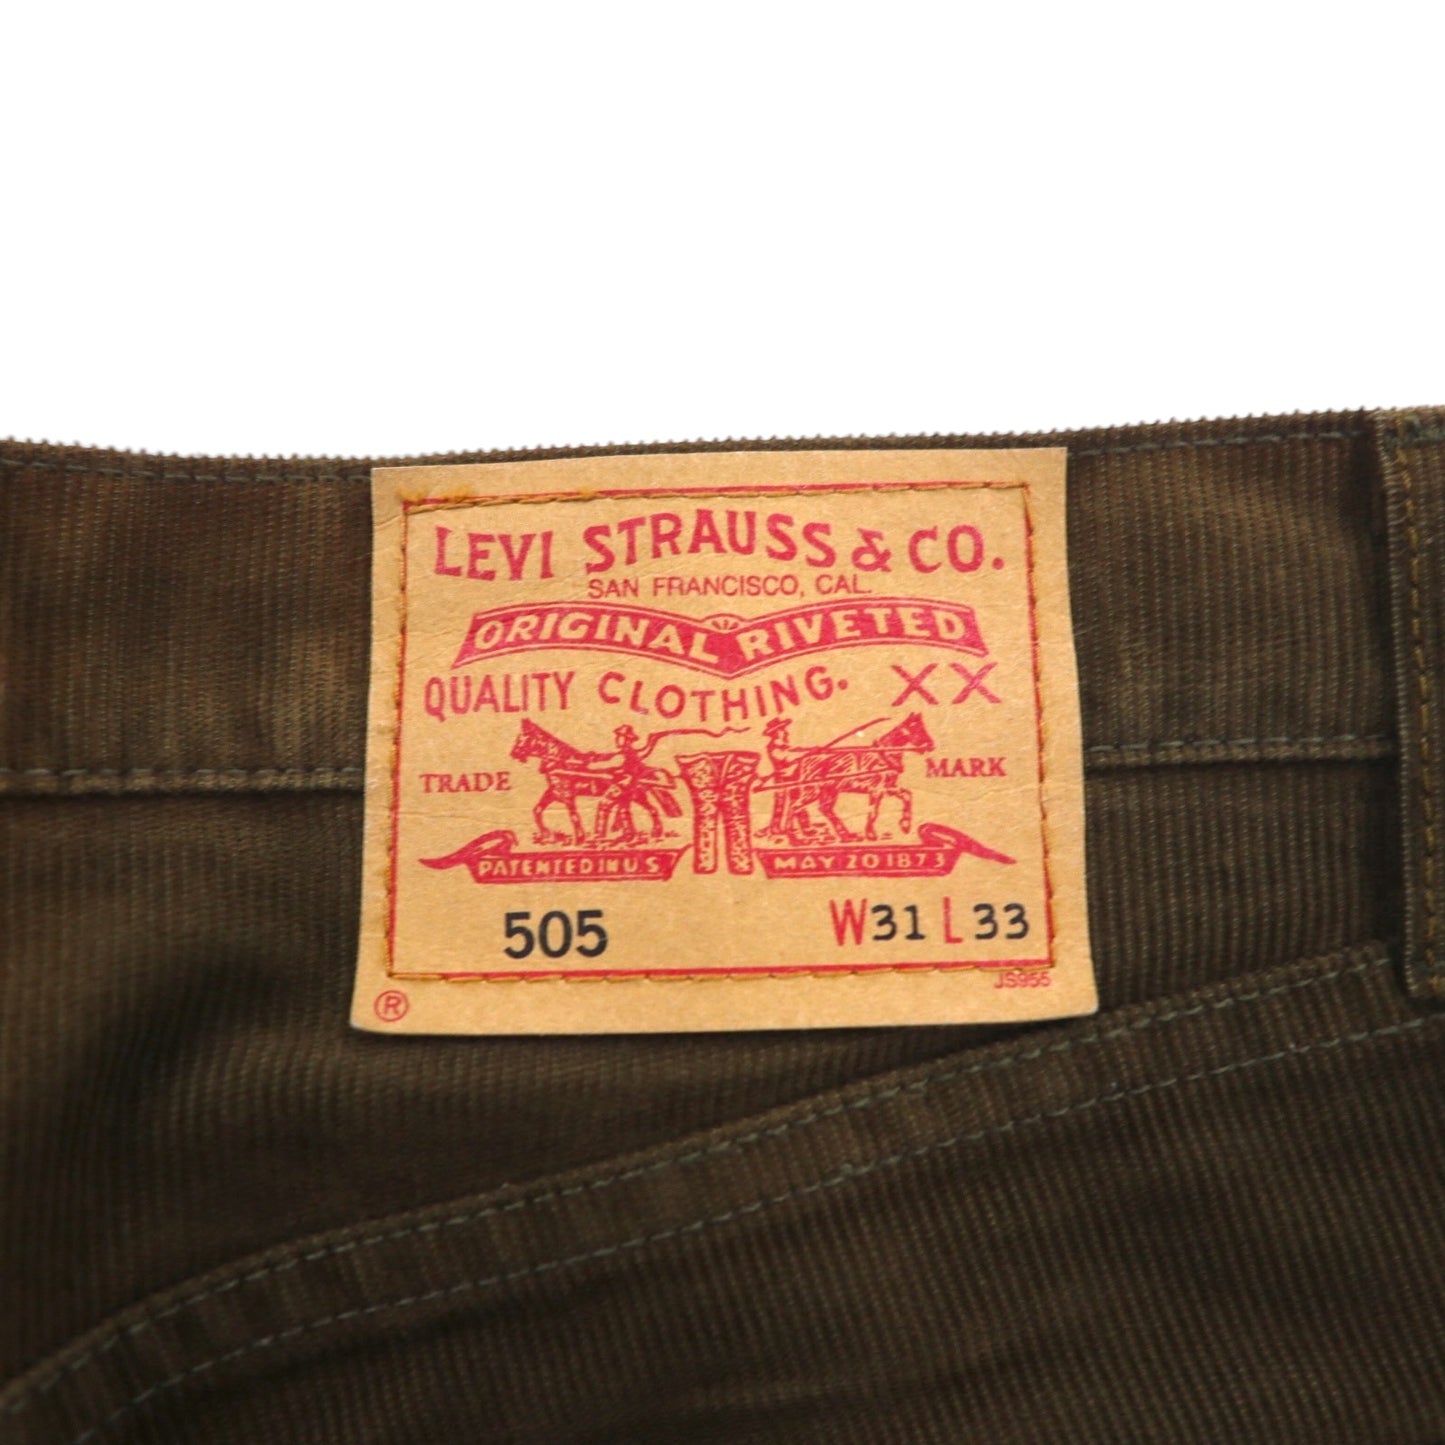 LEVI STRAUSS & CO.
SAN FRANCISCO, CAL.
ORIGINAL RIVETED
QUALITY CLOTHING. XX
TRADE MARK
PATENTED IN U S MAY 20 1873
505 W31 L33
® JS955